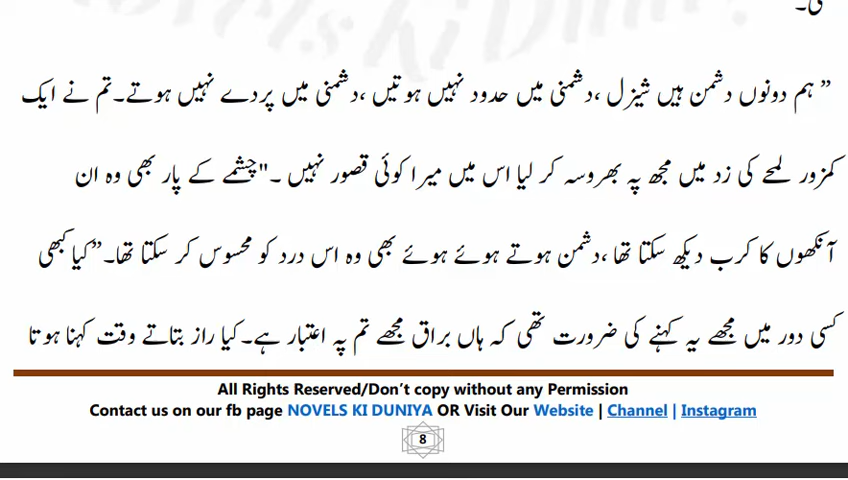 تی۔
” ہم دونوں دشمن ہیں شیزل ،دشمنی میں حدود نہیں ہوتیں ،دشمنی میں پردے نہیں ہوتے۔تم نے ایک
کمزور لمحے کی زد میں مجھ پہ بھروسہ کر لیا اس میں میرا کوئی قصور نہیں ۔"چشمے کے پار بھی وہ ان
آنکھوں کا کرب دیکھ سکتا تھا ،دشمن ہوتے ہوئے ہوئے بھی وہ اس درد کو محسوس کر سکتا تھا۔”کیا کبھی
کسی دور میں مجھے یہ کہنے کی ضرورت تھی کہ ہاں براق مجھے تم پہ اعتبار ہے۔کیا راز بتاتے وقت کہنا ہوتا
All Rights Reserved/Don’t copy without any Permission
Contact us on our fb page NOVELS KI DUNIYA OR Visit Our Website | Channel | Instagram
8